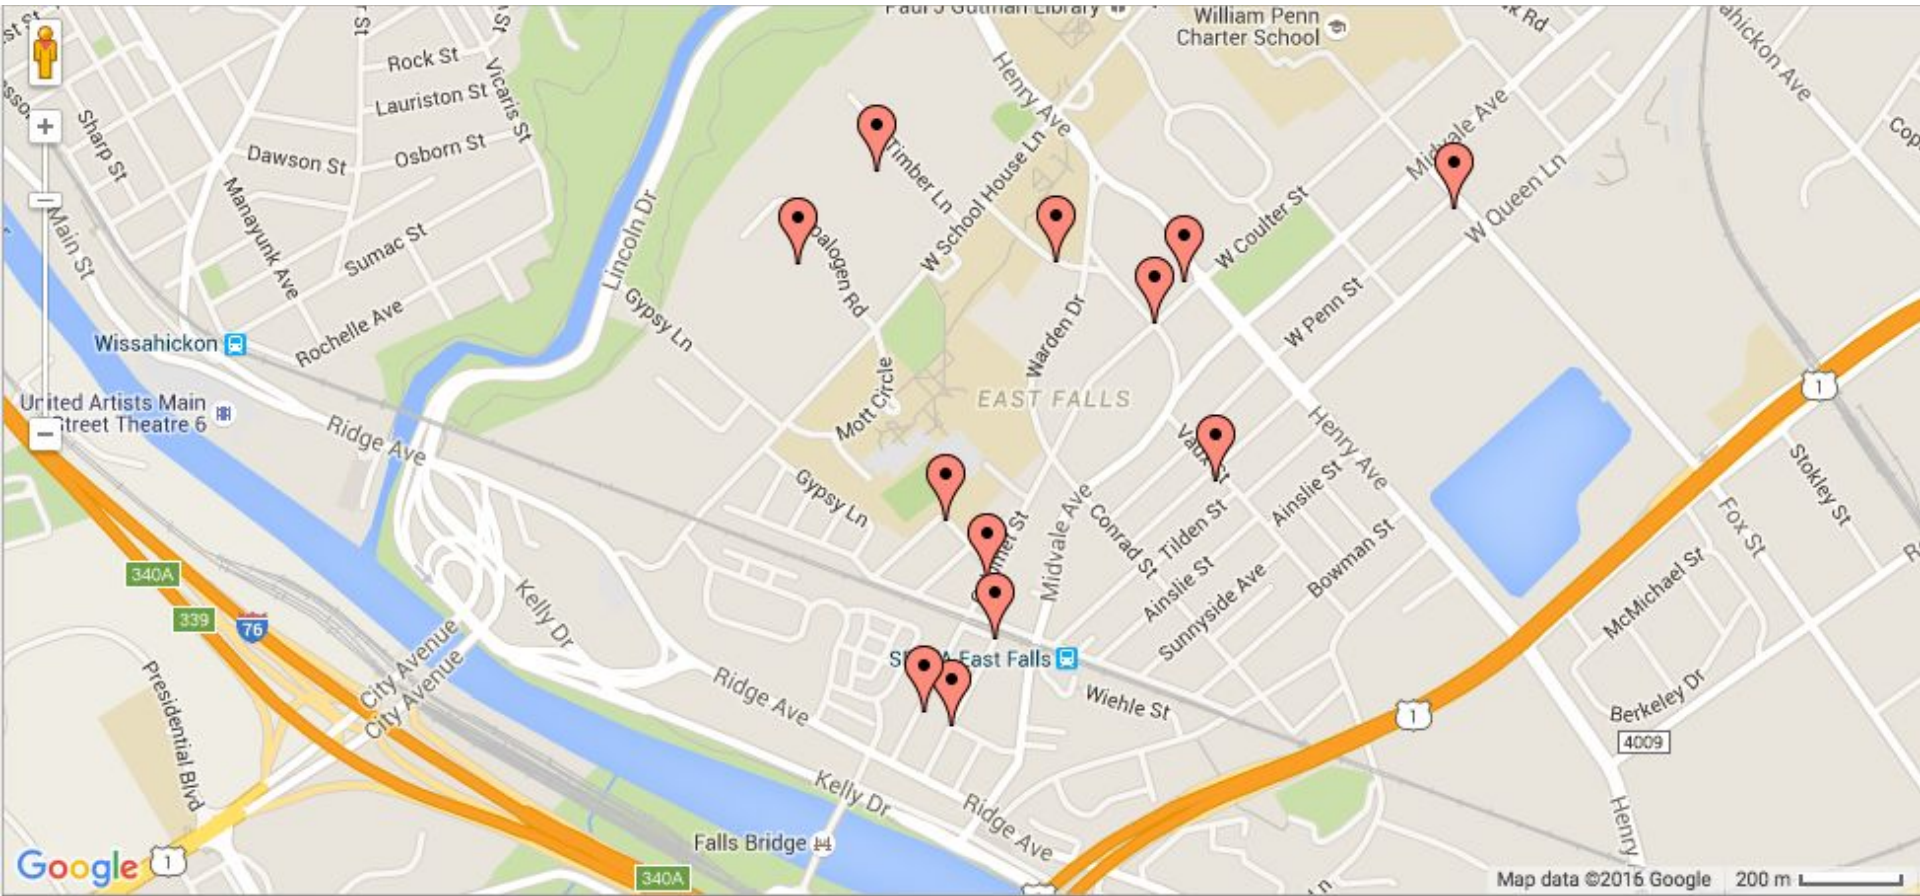 Paul J Gutman Library
William Penn
Charter School
Rock St
Lauriston St
Vicaris St
Osborn St
Dawson St
Sharp St
Manayunk Ave
Sumac St
Rochelle Ave
Main St
Wissahickon
United Artists Main
Street Theatre 6
Ridge Ave
Lincoln Dr
Gypsy Ln
Timber Ln
W School House Ln
Henry Ave
Midvale Ave
W Queen Ln
W Coulter St
W Penn St
Warden Dr
Mott Circle
EAST FALLS
Gypsy Ln
Vaux St
Henry Ave
Midvale Ave
Conrad St
Tilden St
Ainslie St
Ainslie St
Sunnyside Ave
Bowman St
1
Stokley St
Fox St
McMichael St
Berkeley Dr
4009
1
Henry
340A
339
76
Kelly Dr
City Avenue
City Avenue
Presidential Blvd
Ridge Ave
East Falls
Wiehle St
Kelly Dr
Ridge Ave
Falls Bridge
340A
1
Google
Map data ©2016 Google
200 m